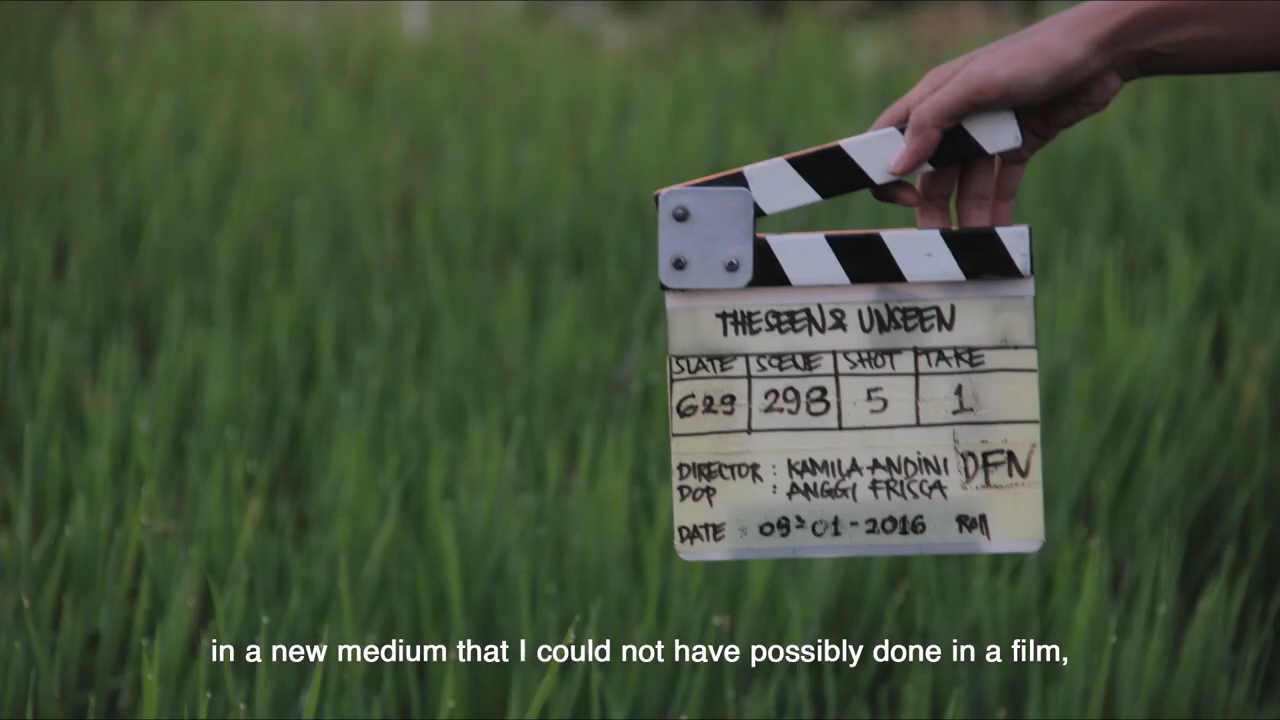 THE SEEN & UNSEEN
SLATE SCENE SHOT TAKE
629 298 5 1
DIRECTOR : KAMILA ANDINI DFN
DOP : ANGGI FRISCA
DATE : 09-01-2016 Roll
in a new medium that I could not have possibly done in a film,